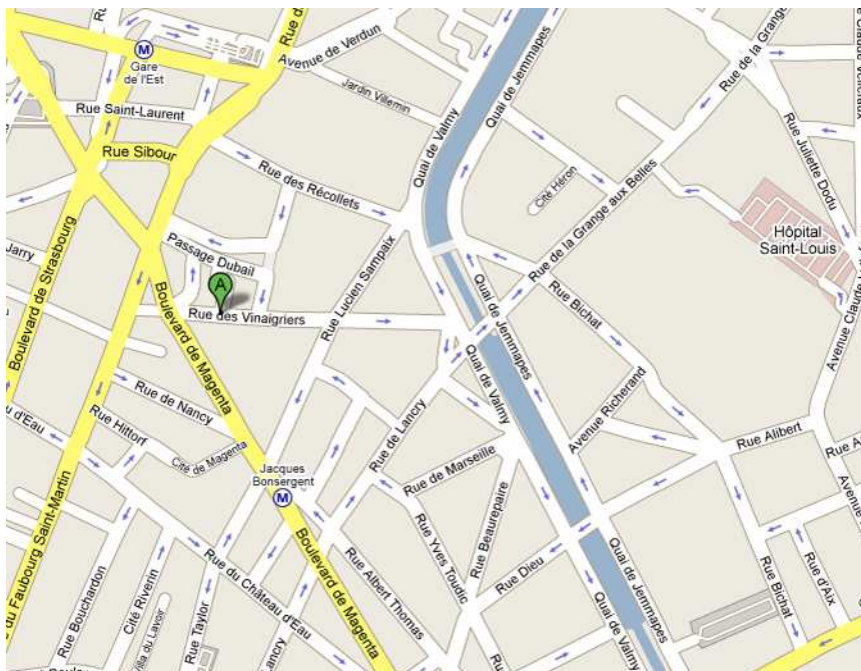 Avenue de Verdun
M
Gare
de l'Est
Jardin Villemin
Quai de Jemmapes
Rue de la Grange
Rue Saint-Laurent
Quai de Valmy
Rue Juliette Dodu
Rue Sibour
Rue des Récollets
Cité Héron
Rue de la Grange aux Belles
Hôpital
Saint-Louis
Jarry
Passage Dubail
Boulevard de Strasbourg
Rue Lucien Sampaix
A
Rue des Vinaigriers
Boulevard de Magenta
Quai de Jemmapes
Rue Bichat
Quai de Valmy
Avenue Richerand
Rue de Nancy
Rue Hittorf
Cité de Magenta
Rue de Lancry
Rue de Marseille
Rue Alibert
Jacques
Bonsergent
M
Rue Beaurepaire
Rue Yves Toudic
Boulevard de Magenta
Rue Dieu
Quai de Jemmapes
Rue Albert Thomas
Rue du Château d'Eau
Rue Bouchardon
Cité Riverin
Rue Taylor
Lancry
Quai de Valmy
Rue Bichat
Rue d'Aix
du Faubourg Saint-Martin
Villa du Lavoir
Avenue Claude
d'Eau